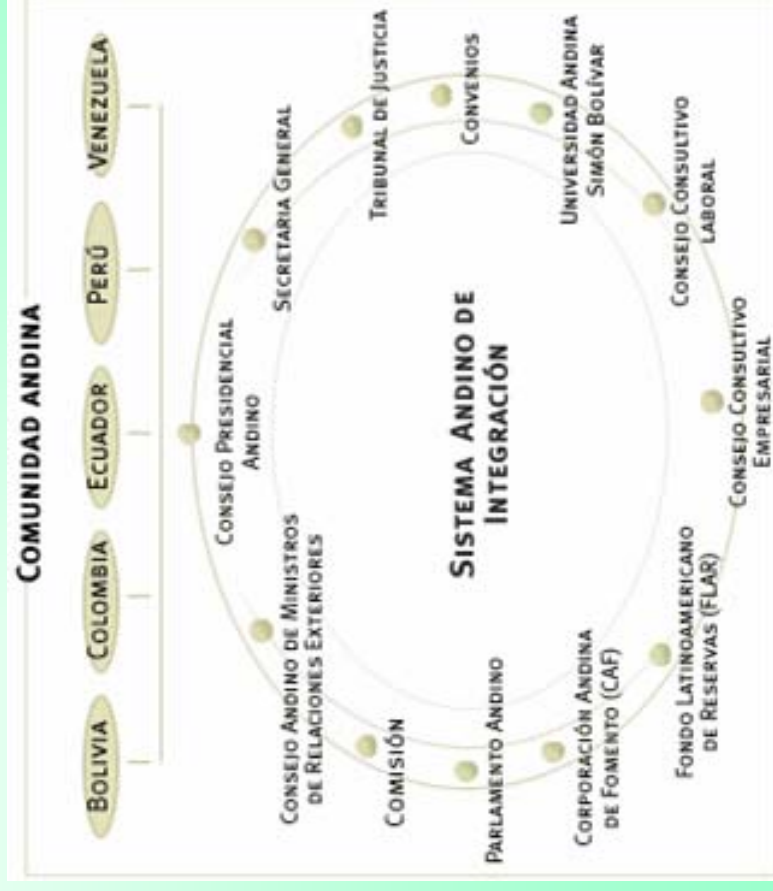 COMUNIDAD ANDINA
BOLIVIA
COLOMBIA
ECUADOR
PERÚ
VENEZUELA
CONSEJO PRESIDENCIAL
ANDINO
SECRETARIA GENERAL
TRIBUNAL DE JUSTICIA
CONVENIOS
UNIVERSIDAD ANDINA
SIMÓN BOLÍVAR
CONSEJO CONSULTIVO
LABORAL
CONSEJO CONSULTIVO
EMPRESARIAL
FONDO LATINOAMERICANO
DE RESERVAS (FLAR)
CORPORACIÓN ANDINA
DE FOMENTO (CAF)
PARLAMENTO ANDINO
COMISIÓN
CONSEJO ANDINO DE MINISTROS
DE RELACIONES EXTERIORES
SISTEMA ANDINO DE
INTEGRACIÓN